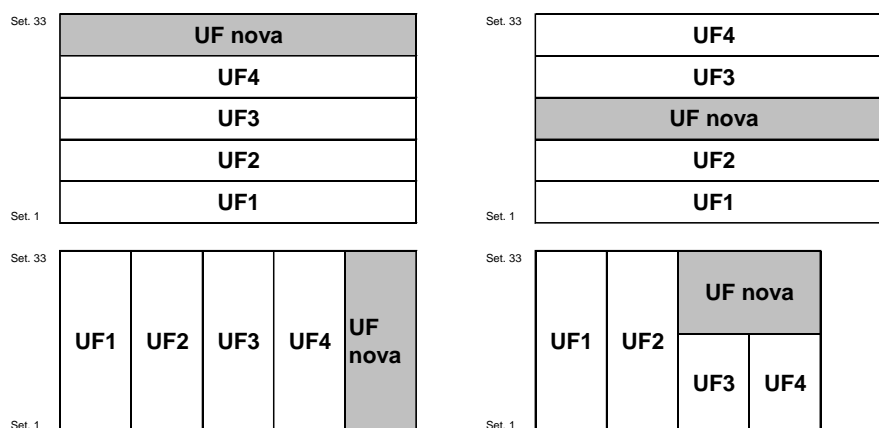 Set. 33
UF nova
UF4
UF3
UF2
UF1
Set. 1
Set. 33
UF4
UF3
UF nova
UF2
UF1
Set. 1
Set. 33
UF1 UF2 UF3 UF4 UF
nova
Set. 1
Set. 33
UF nova
UF1 UF2
UF3 UF4
Set. 1